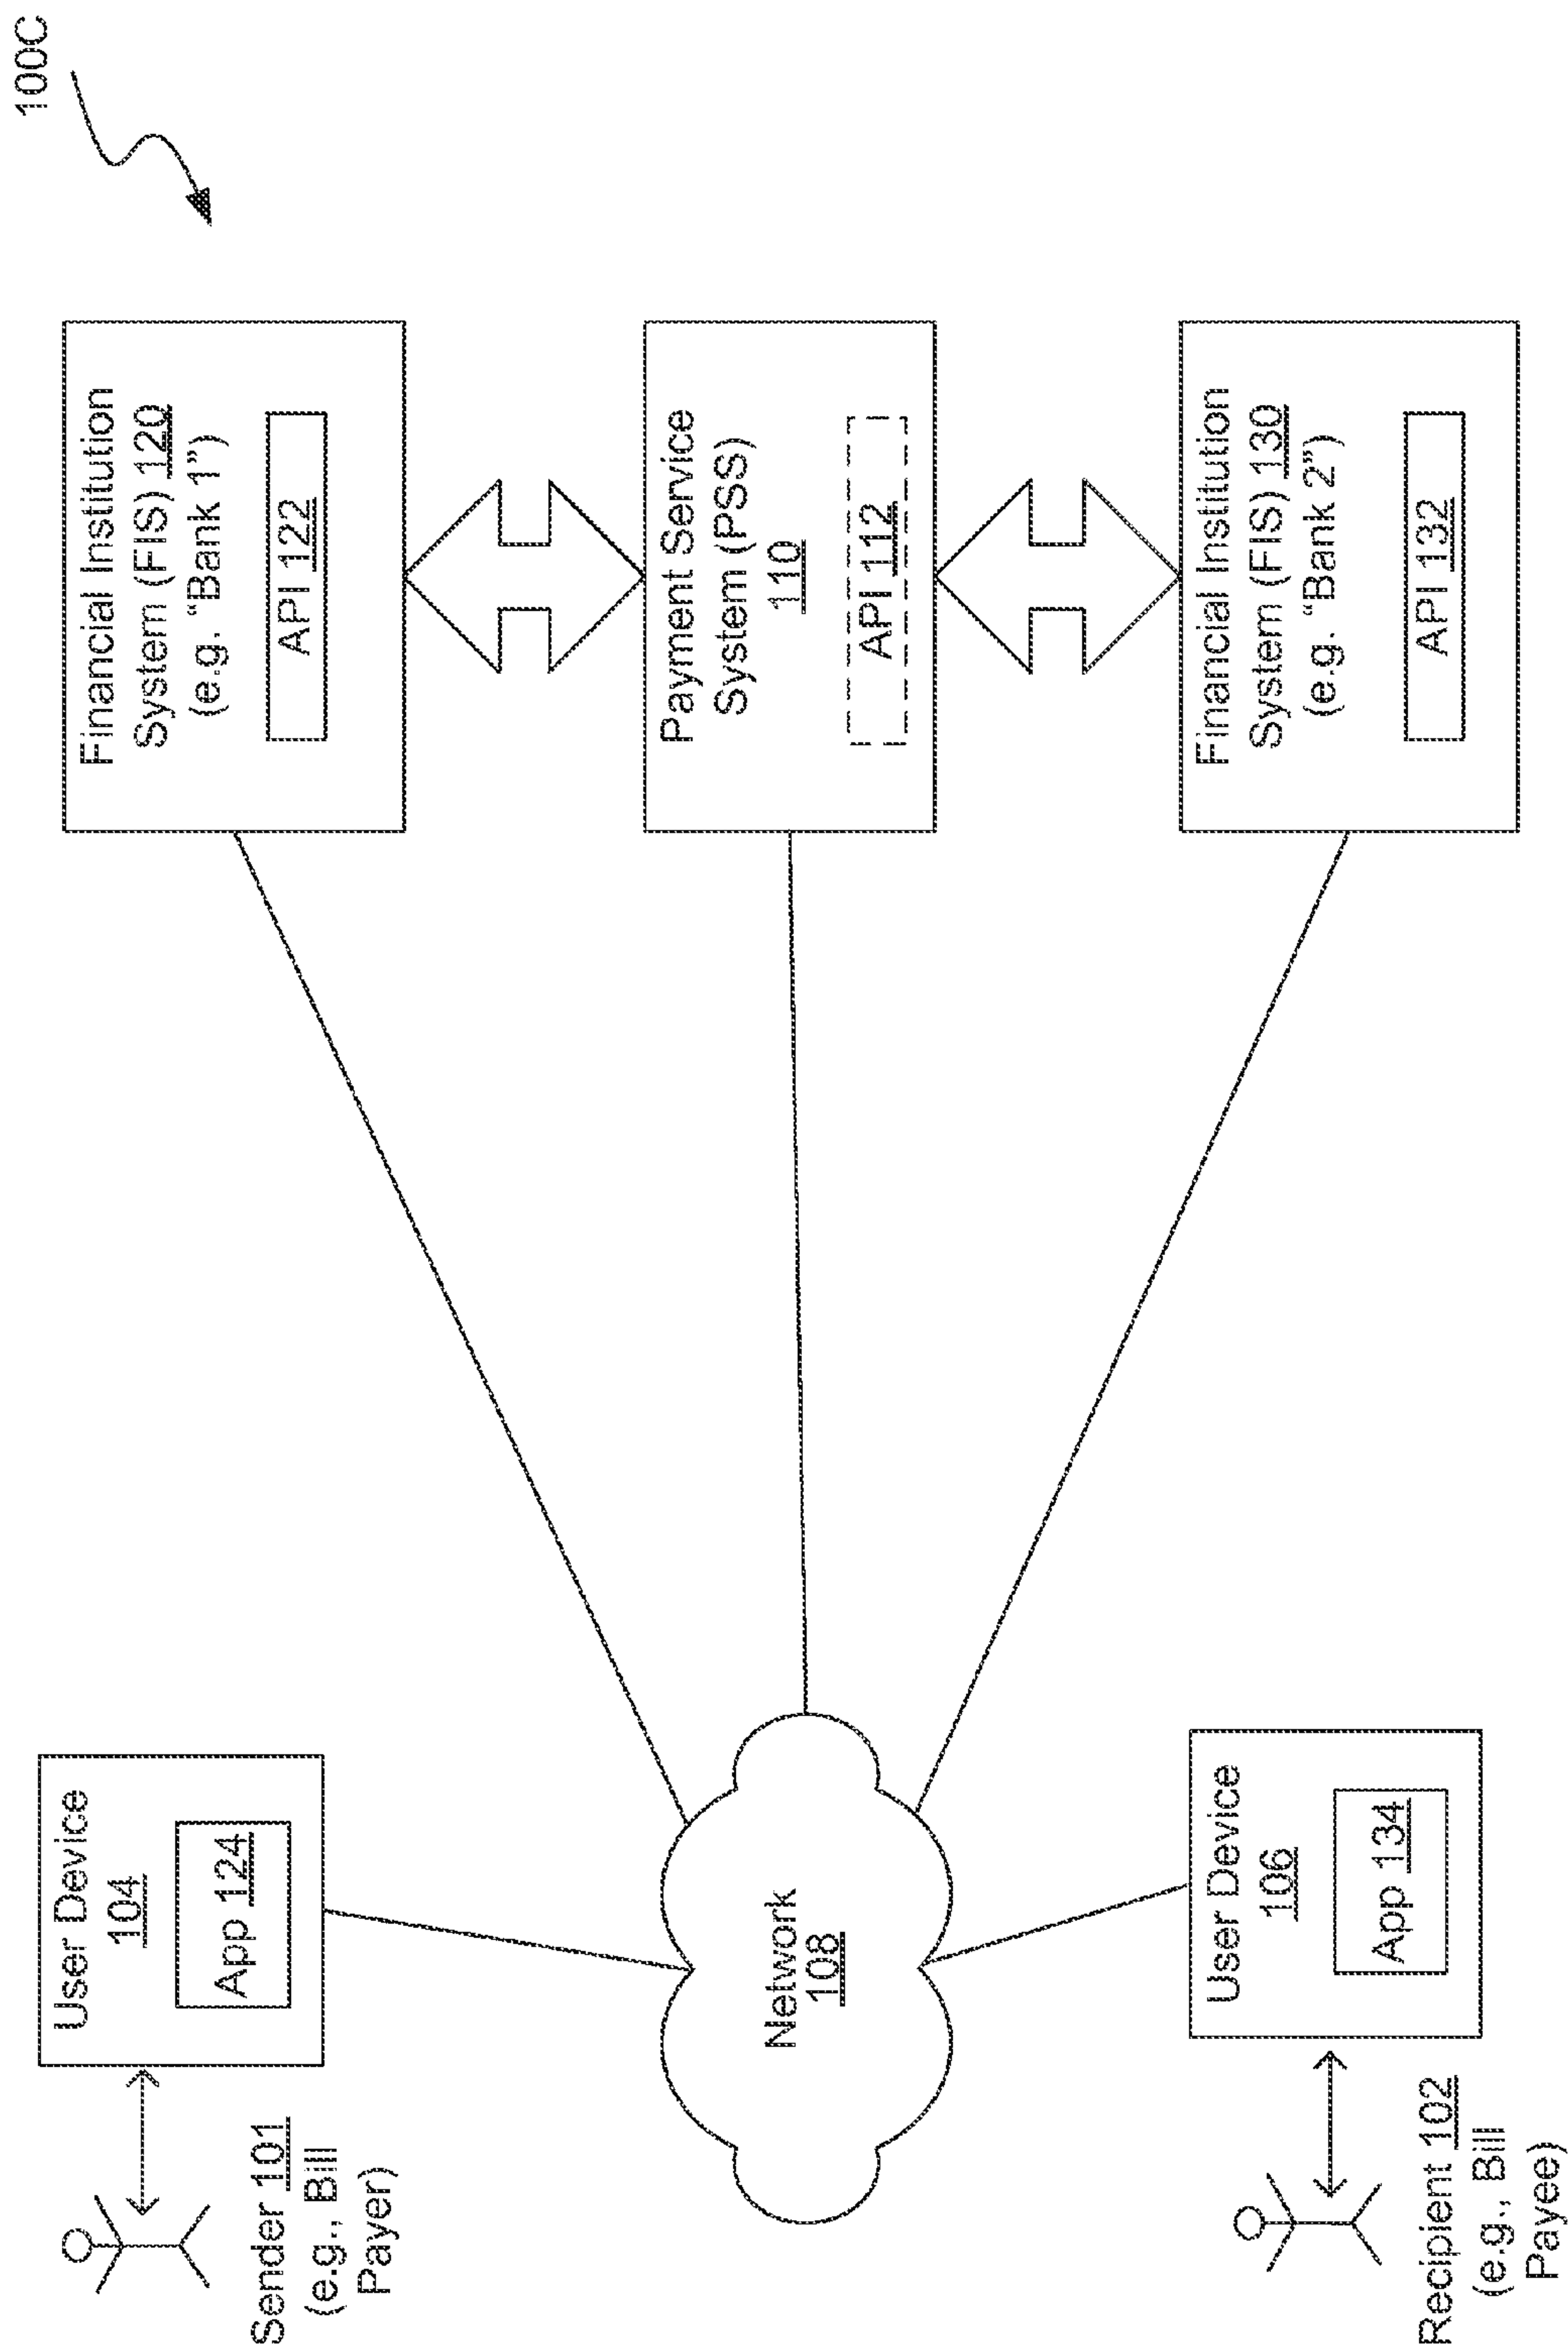 100C
User Device
104
App 124
Sender 101
(e.g., Bill
Payer)
Financial Institution
System (FIS) 120
(e.g. “Bank 1”)
API 122
Network
108
Payment Service
System (PSS)
110
API 112
User Device
106
App 134
Recipient 102
(e.g., Bill
Payee)
Financial Institution
System (FIS) 130
(e.g. “Bank 2”)
API 132